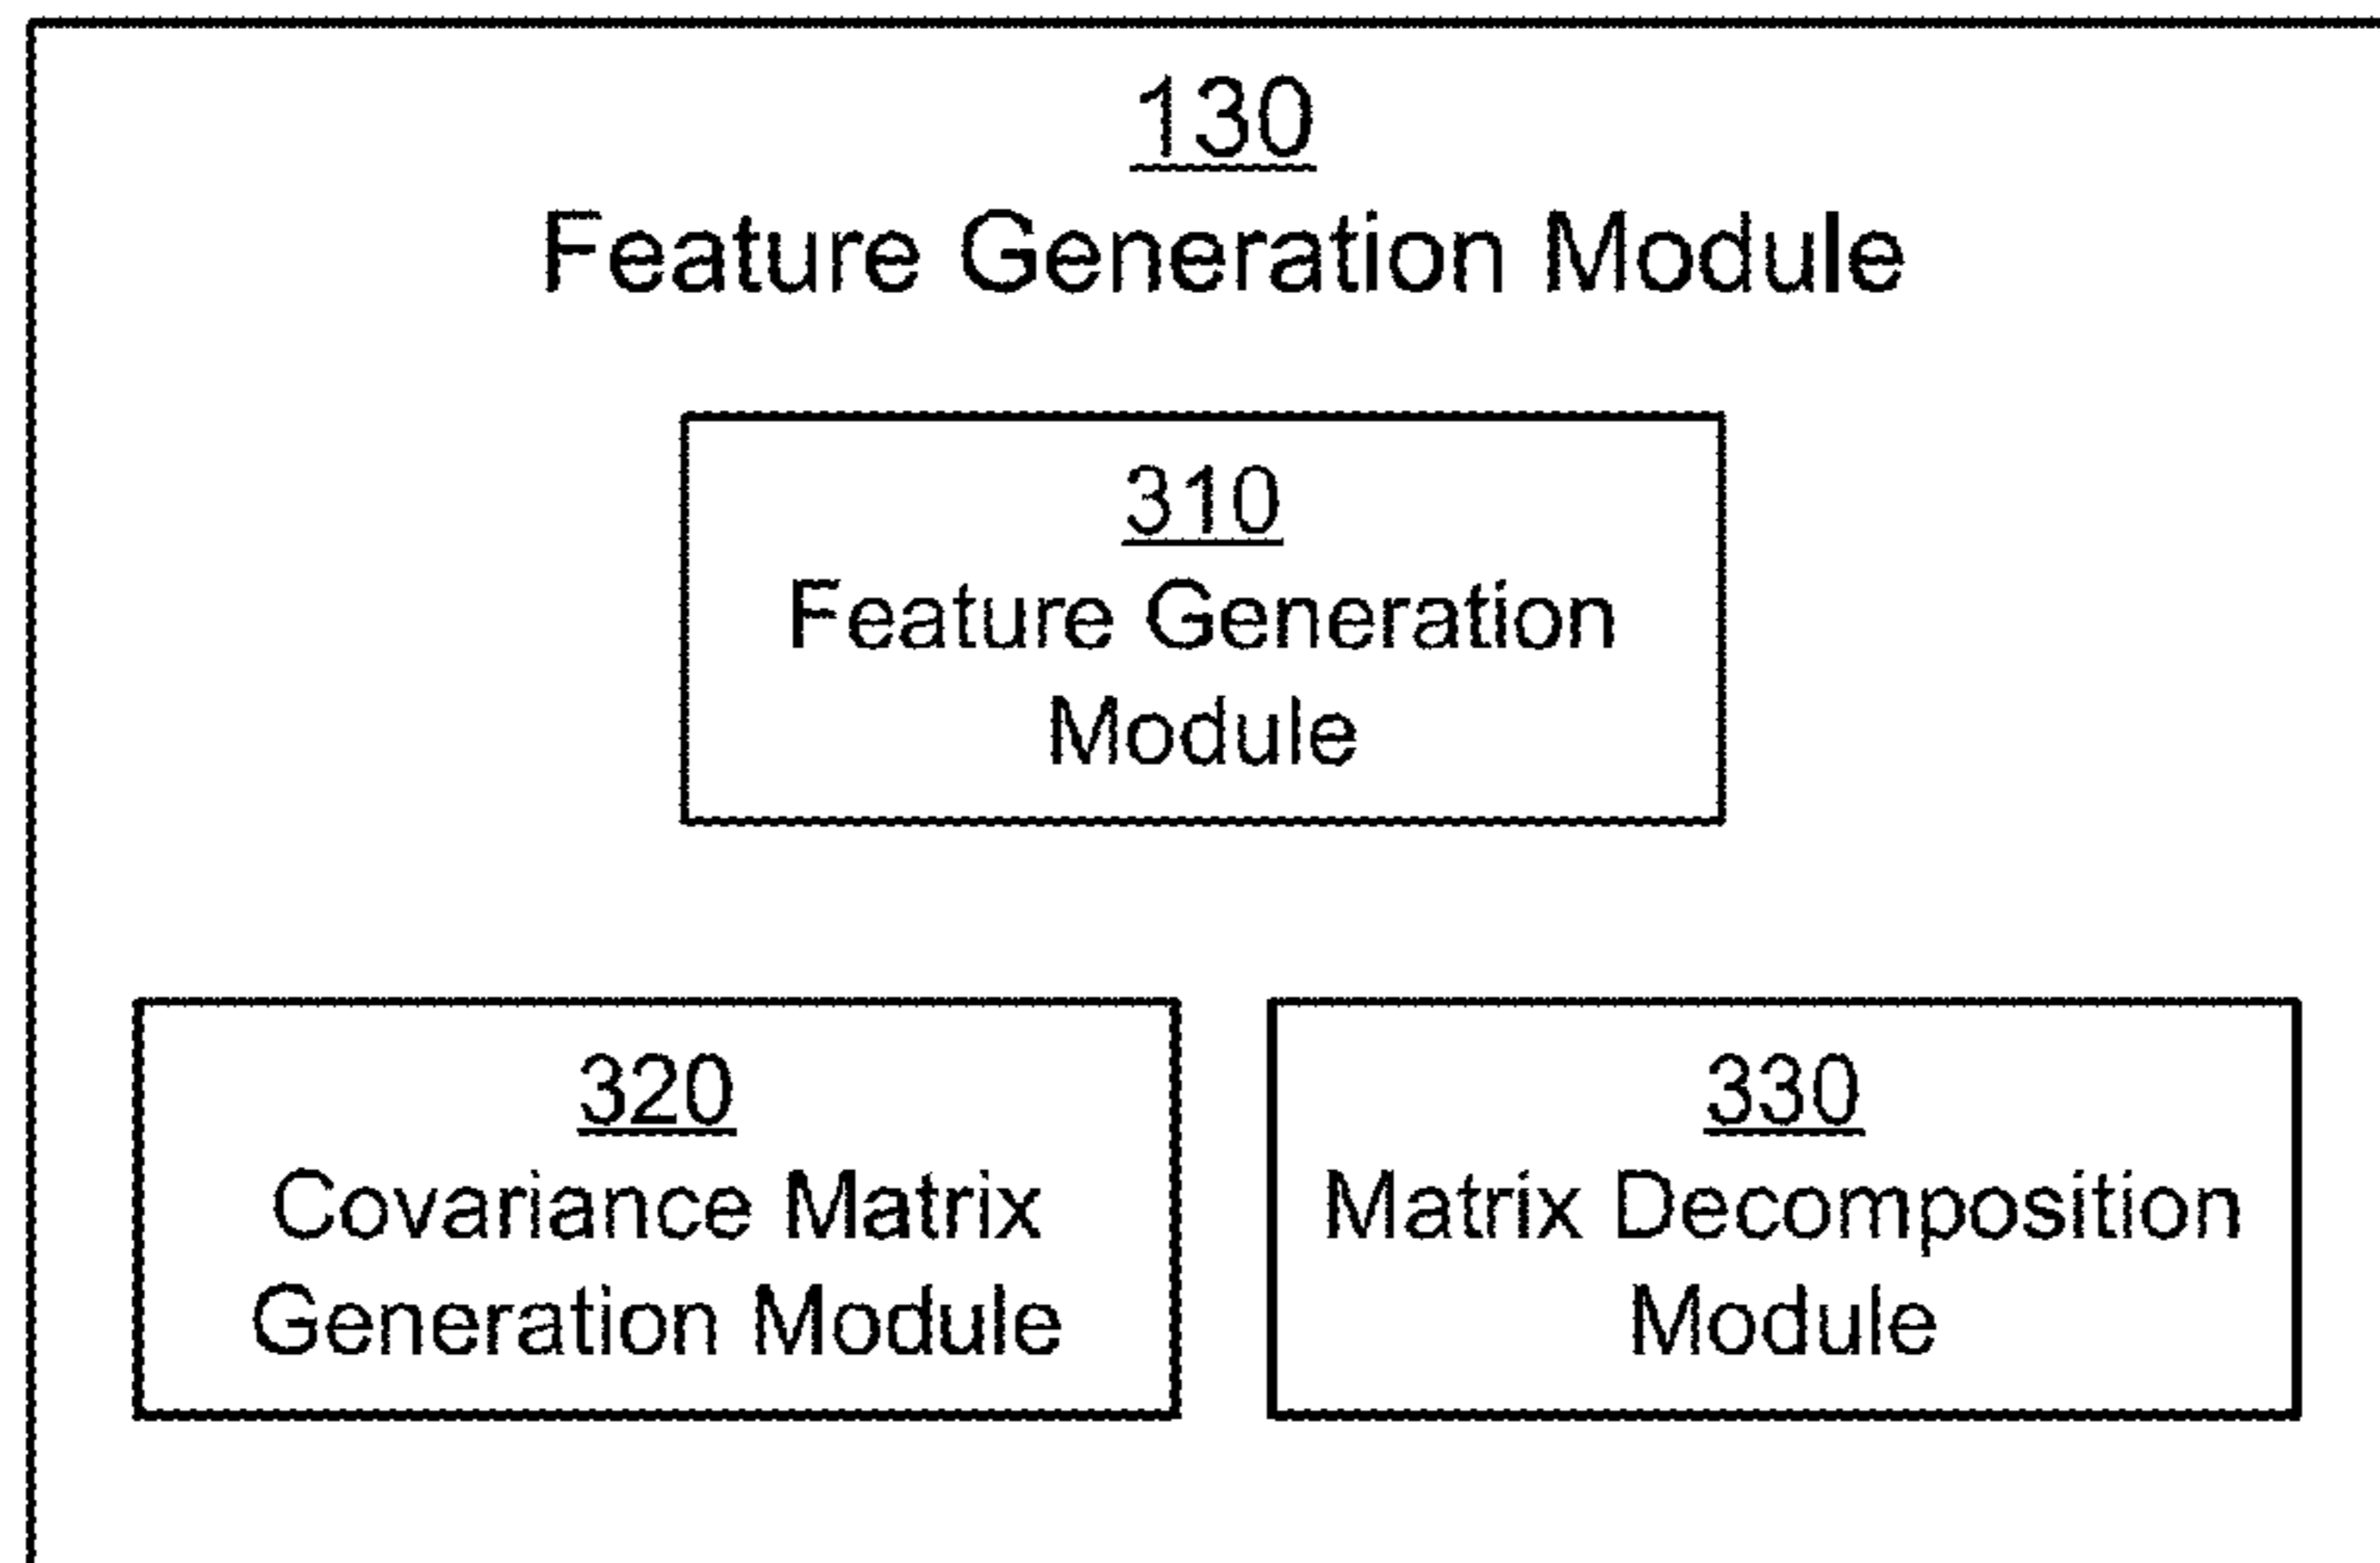 130
Feature Generation Module
310
Feature Generation
Module
320
Covariance Matrix
Generation Module
330
Matrix Decomposition
Module